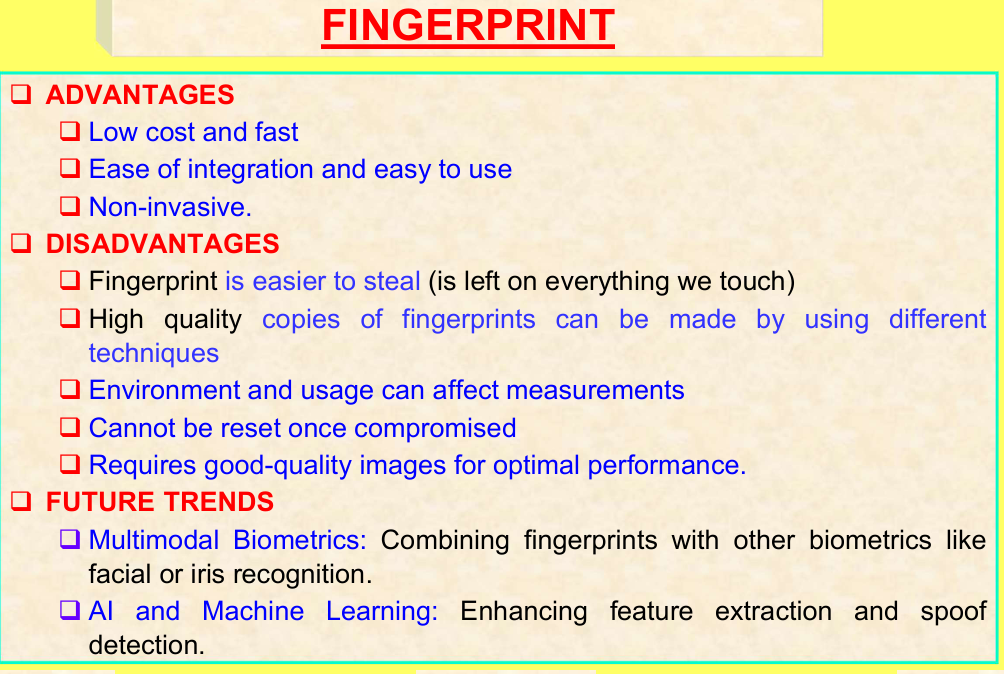 FINGERPRINT
ADVANTAGES
Low cost and fast
Ease of integration and easy to use
Non-invasive.
DISADVANTAGES
Fingerprint is easier to steal (is left on everything we touch)
High quality copies of fingerprints can be made by using different
techniques
Environment and usage can affect measurements
Cannot be reset once compromised
Requires good-quality images for optimal performance.
FUTURE TRENDS
Multimodal Biometrics: Combining fingerprints with other biometrics like
facial or iris recognition.
AI and Machine Learning: Enhancing feature extraction and spoof
detection.